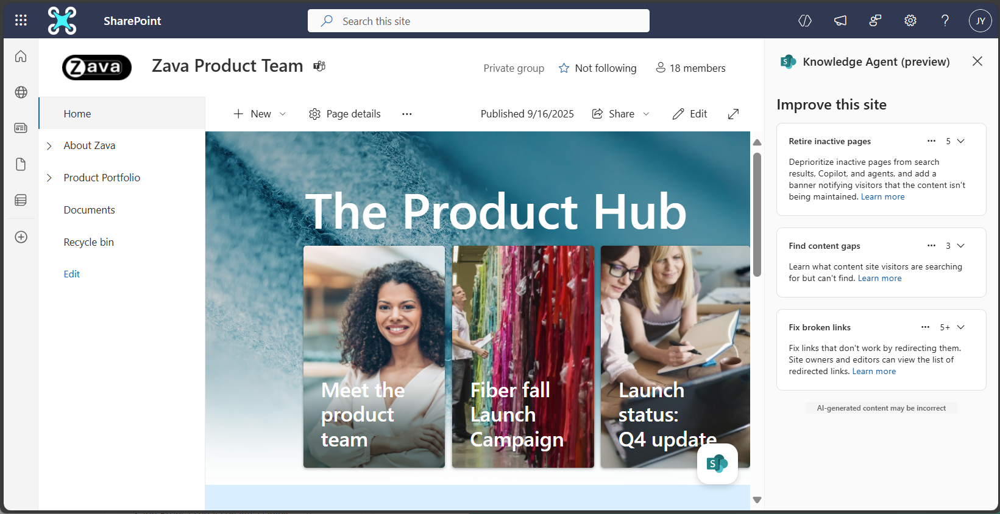 SharePoint
Search this site
JY
Zava
Zava Product Team
Private group
Not following
18 members
Home
About Zava
Product Portfolio
Documents
Recycle bin
Edit
New
Page details
Published 9/16/2025
Share
Edit
The Product Hub
Meet the
product
team
Fiber fall
Launch
Campaign
Launch
status:
Q4 update
S
S
Knowledge Agent (preview)
Improve this site
Retire inactive pages
5
Deprioritize inactive pages from search
results, Copilot, and agents, and add a
banner notifying visitors that the content isn't
being maintained. Learn more
Find content gaps
3
Learn what content site visitors are searching
for but can't find. Learn more
Fix broken links
5+
Fix links that don't work by redirecting them.
Site owners and editors can view the list of
redirected links. Learn more
AI-generated content may be incorrect